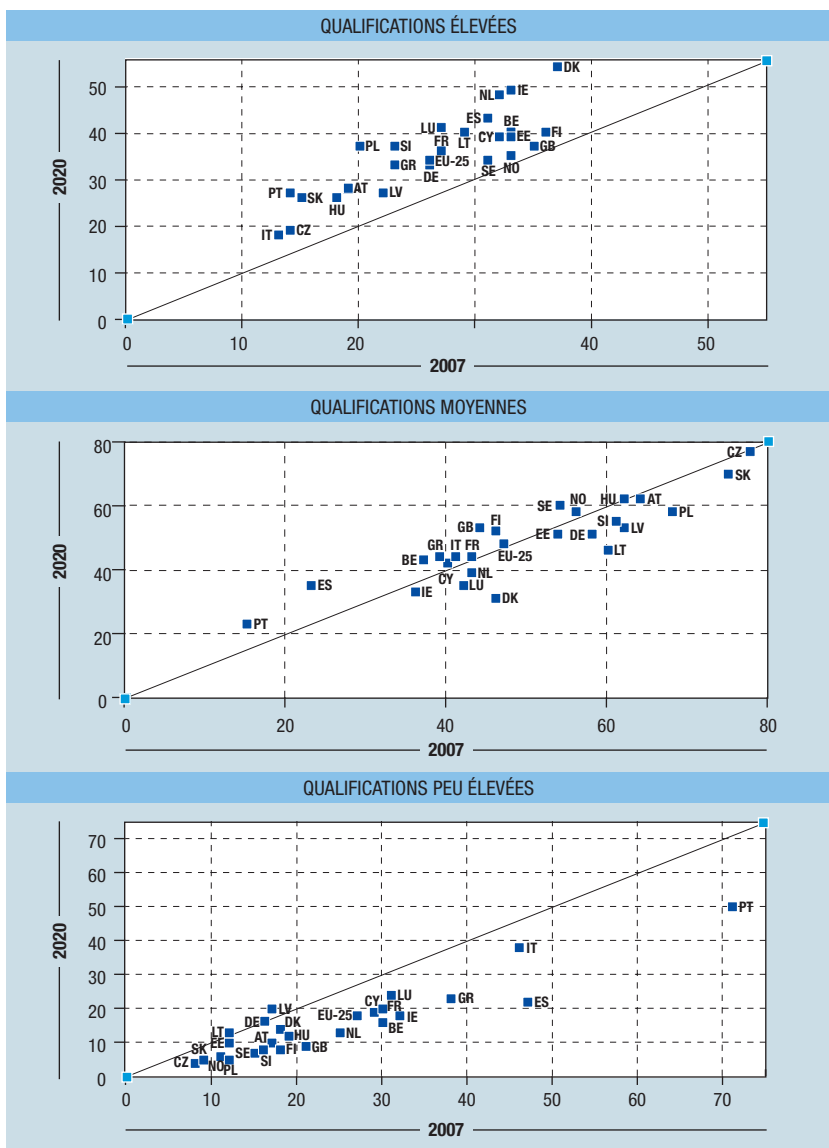 QUALIFICATIONS ÉLEVÉES
50
40
30
20
10
0
2020
DK
NL
IE
ES
LU
BE
LT
CY
EE
FI
FR
PL
SI
GB
EU-25
GR
DE
SE
NO
PT
SK
AT
LV
HU
IT
CZ
0 10 20 30 40 50
2007
QUALIFICATIONS MOYENNES
80
60
40
20
0
2020
CZ
SK
SE
NO
HU
AT
PL
GB
FI
SI
LV
EE
DE
GR
IT
FR
EU-25
LT
BE
CY
NL
ES
IE
LU
DK
PT
0 20 40 60 80
2007
QUALIFICATIONS PEU ÉLEVÉES
70
60
50
40
30
20
10
0
2020
PT
IT
LU
GR
ES
CY
FR
LV
EU-25
IE
DE
DK
BE
LT
NL
EE
AT
HU
GB
SK
SE
FI
CZ
NO
PL
SI
0 10 20 30 40 50 60 70
2007